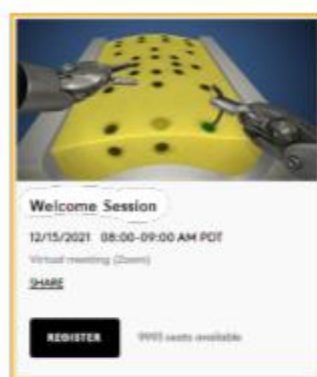 Welcome Session
12/15/2021 08:00-09:00 AM PDT
Virtual meeting (Zoom)
SHARE
REGISTER
seats available